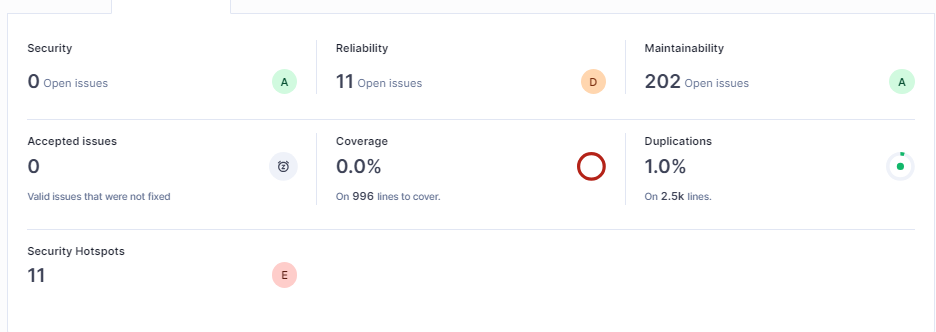 Security
0 Open issues
A
Reliability
11 Open issues
D
Maintainability
202 Open issues
A
Accepted issues
0
Valid issues that were not fixed
Coverage
0.0%
On 996 lines to cover.
Duplications
1.0%
On 2.5k lines.
Security Hotspots
11
E